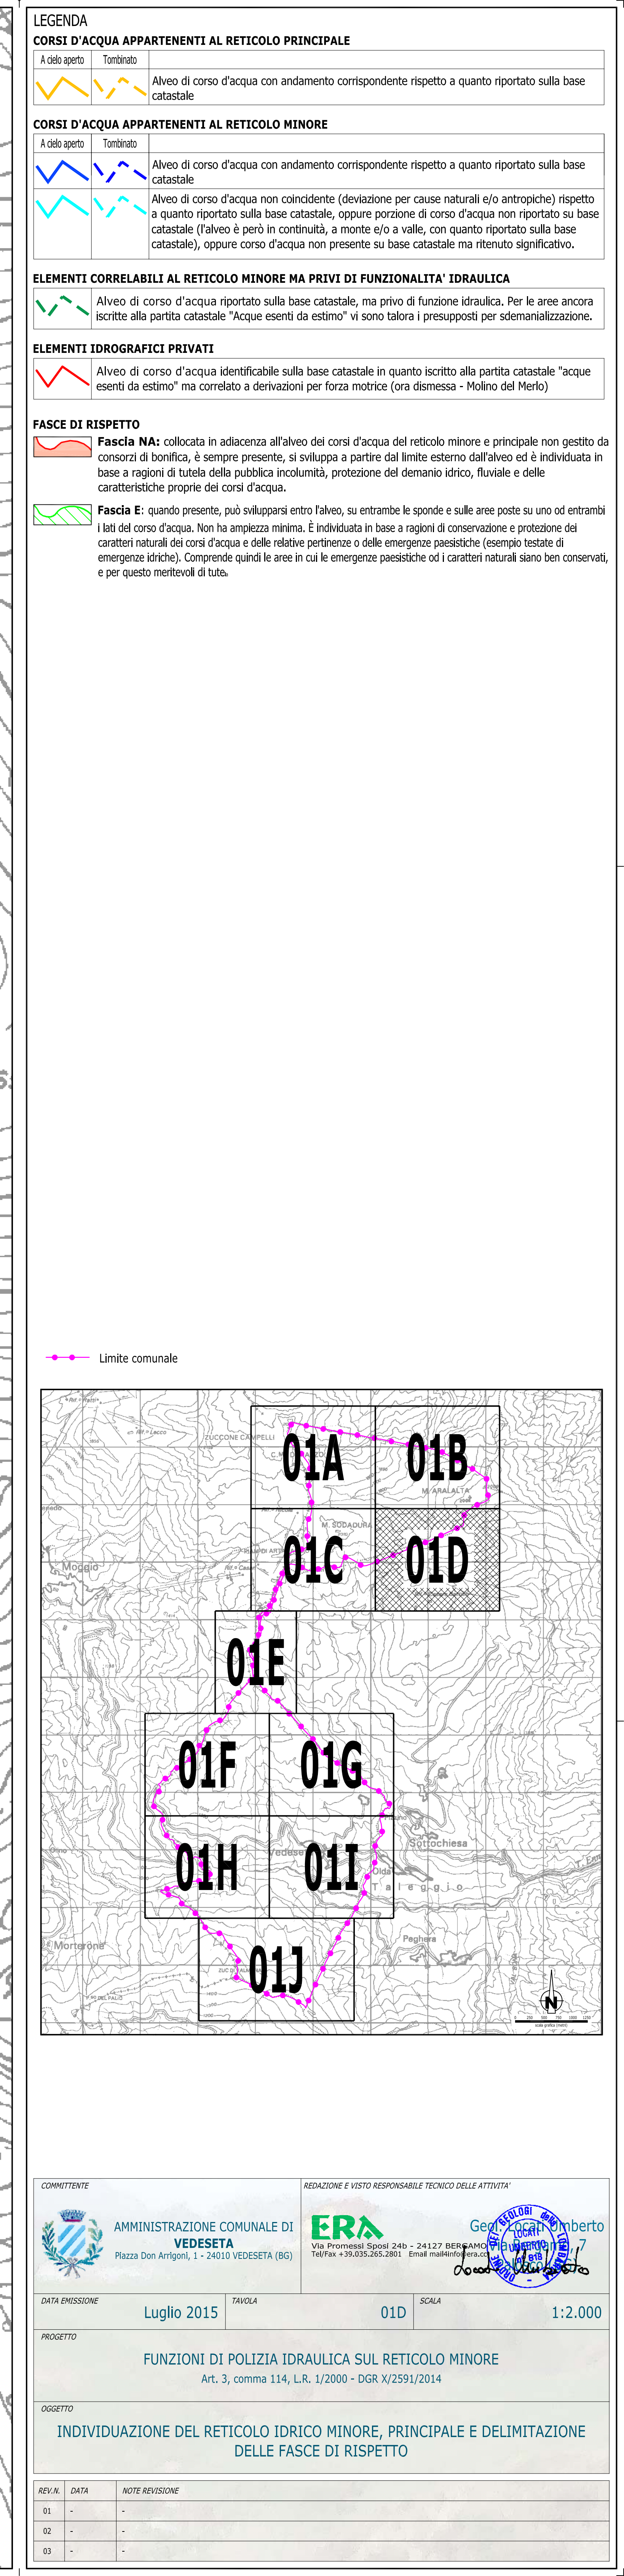 LEGENDA
CORSI D'ACQUA APPARTENENTI AL RETICOLO PRINCIPALE
A cielo aperto Tombinato
Alveo di corso d'acqua con andamento corrispondente rispetto a quanto riportato sulla base
catastale
CORSI D'ACQUA APPARTENENTI AL RETICOLO MINORE
A cielo aperto Tombinato
Alveo di corso d'acqua con andamento corrispondente rispetto a quanto riportato sulla base
catastale
Alveo di corso d'acqua non coincidente (deviazione per cause naturali e/o antropiche) rispetto
a quanto riportato sulla base catastale, oppure porzione di corso d'acqua non riportato su base
catastale (l'alveo è però in continuità, a monte e/o a valle, con quanto riportato sulla base
catastale), oppure corso d'acqua non presente su base catastale ma ritenuto significativo.
ELEMENTI CORRELABILI AL RETICOLO MINORE MA PRIVI DI FUNZIONALITA' IDRAULICA
Alveo di corso d'acqua riportato sulla base catastale, ma privo di funzione idraulica. Per le aree ancora
iscritte alla partita catastale "Acque esenti da estimo" vi sono talora i presupposti per sdemanializzazione.
ELEMENTI IDROGRAFICI PRIVATI
Alveo di corso d'acqua identificabile sulla base catastale in quanto iscritto alla partita catastale "acque
esenti da estimo" ma correlato a derivazioni per forza motrice (ora dismessa - Molino del Merlo)
FASCE DI RISPETTO
Fascia NA: collocata in adiacenza all'alveo dei corsi d'acqua del reticolo minore e principale non gestito da
consorzi di bonifica, è sempre presente, si sviluppa a partire dal limite esterno dall'alveo ed è individuata in
base a ragioni di tutela della pubblica incolumità, protezione del demanio idrico, fluviale e delle
caratteristiche proprie dei corsi d'acqua.
Fascia E: quando presente, può svilupparsi entro l'alveo, su entrambe le sponde e sulle aree poste su uno od entrambi
i lati del corso d'acqua. Non ha ampiezza minima. È individuata in base a ragioni di conservazione e protezione dei
caratteri naturali dei corsi d'acqua e delle relative pertinenze o delle emergenze paesistiche (esempio testate di
emergenze idriche). Comprende quindi le aree in cui le emergenze paesistiche od i caratteri naturali siano ben conservati,
e per questo meritevoli di tutela.
Limite comunale
Rif. Lecco
ZUCCONE CAMPELLI
01A 01B
M. ARALALTA
M. SODADURA
01C 01D
Moggio
01E
01F 01G
Sottochiesa
Vedeseta
01H 01I
Olda
Taleggio
Morterone
Peghera
01J
N
scala grafica (metri)
COMMITTENTE
AMMINISTRAZIONE COMUNALE DI
VEDESETA
Piazza Don Arrigoni, 1 - 24010 VEDESETA (BG)
REDAZIONE E VISTO RESPONSABILE TECNICO DELLE ATTIVITA'
ERA
Via Promessi Sposi 24b - 24127 BERGAMO
Tel/Fax +39.035.265.2801 Email
Geol. Locati Umberto
DATA EMISSIONE
Luglio 2015
TAVOLA
01D
SCALA
1:2.000
PROGETTO
FUNZIONI DI POLIZIA IDRAULICA SUL RETICOLO MINORE
Art. 3, comma 114, L.R. 1/2000 - DGR X/2591/2014
OGGETTO
INDIVIDUAZIONE DEL RETICOLO IDRICO MINORE, PRINCIPALE E DELIMITAZIONE
DELLE FASCE DI RISPETTO
REV.N. DATA NOTE REVISIONE
01 - -
02 - -
03 - -